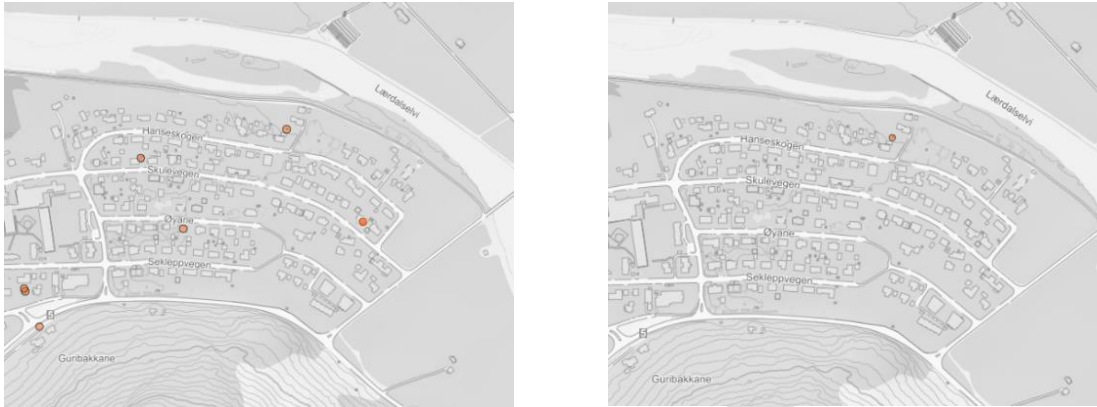 Lærdalselvi
Hanseskogen
Skulevegen
Øyane
Sekleppvegen
Guribakkane
Lærdalselvi
Hanseskogen
Skulevegen
Øyane
Sekleppvegen
Guribakkane